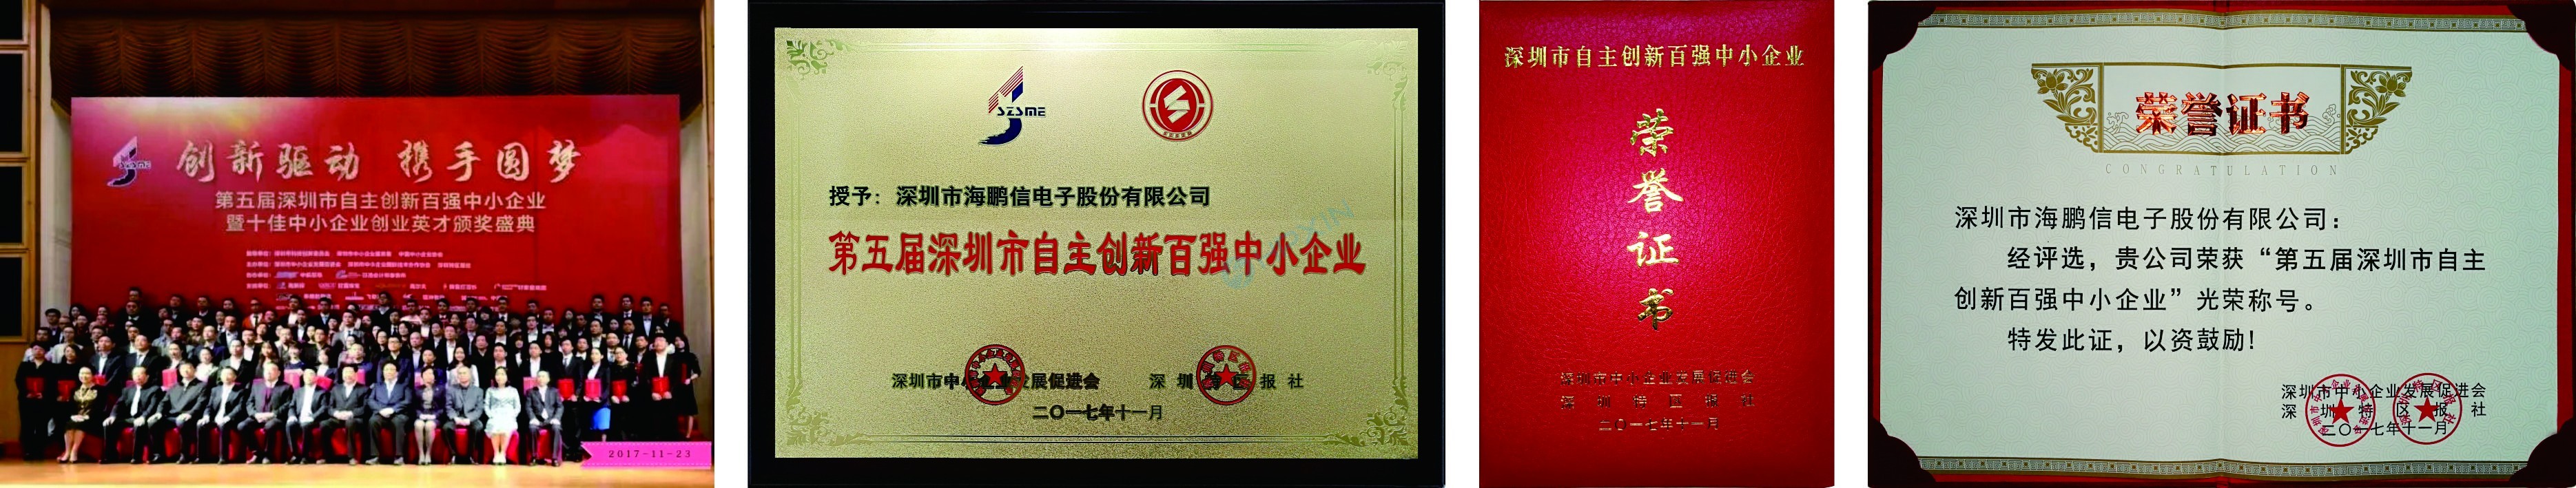 SZSME
创新驱动 携手圆梦
第五届深圳市自主创新百强中小企业
暨十佳中小企业创业英才颁奖盛典
2017-11-23
SZSME
授予：深圳市海鹏信电子股份有限公司
第五届深圳市自主创新百强中小企业
深圳市中小企业发展促进会 深圳特区报社
二〇一七年十一月
深圳市自主创新百强中小企业
荣
誉
证
书
深圳市中小企业发展促进会
深圳特区报社
二〇一七年十一月
荣誉证书
CONGRATULATION
深圳市海鹏信电子股份有限公司：
经评选，贵公司荣获“第五届深圳市自主
创新百强中小企业”光荣称号。
特发此证，以资鼓励！
深圳市中小企业发展促进会
深圳特区报社
二〇一七年十一月